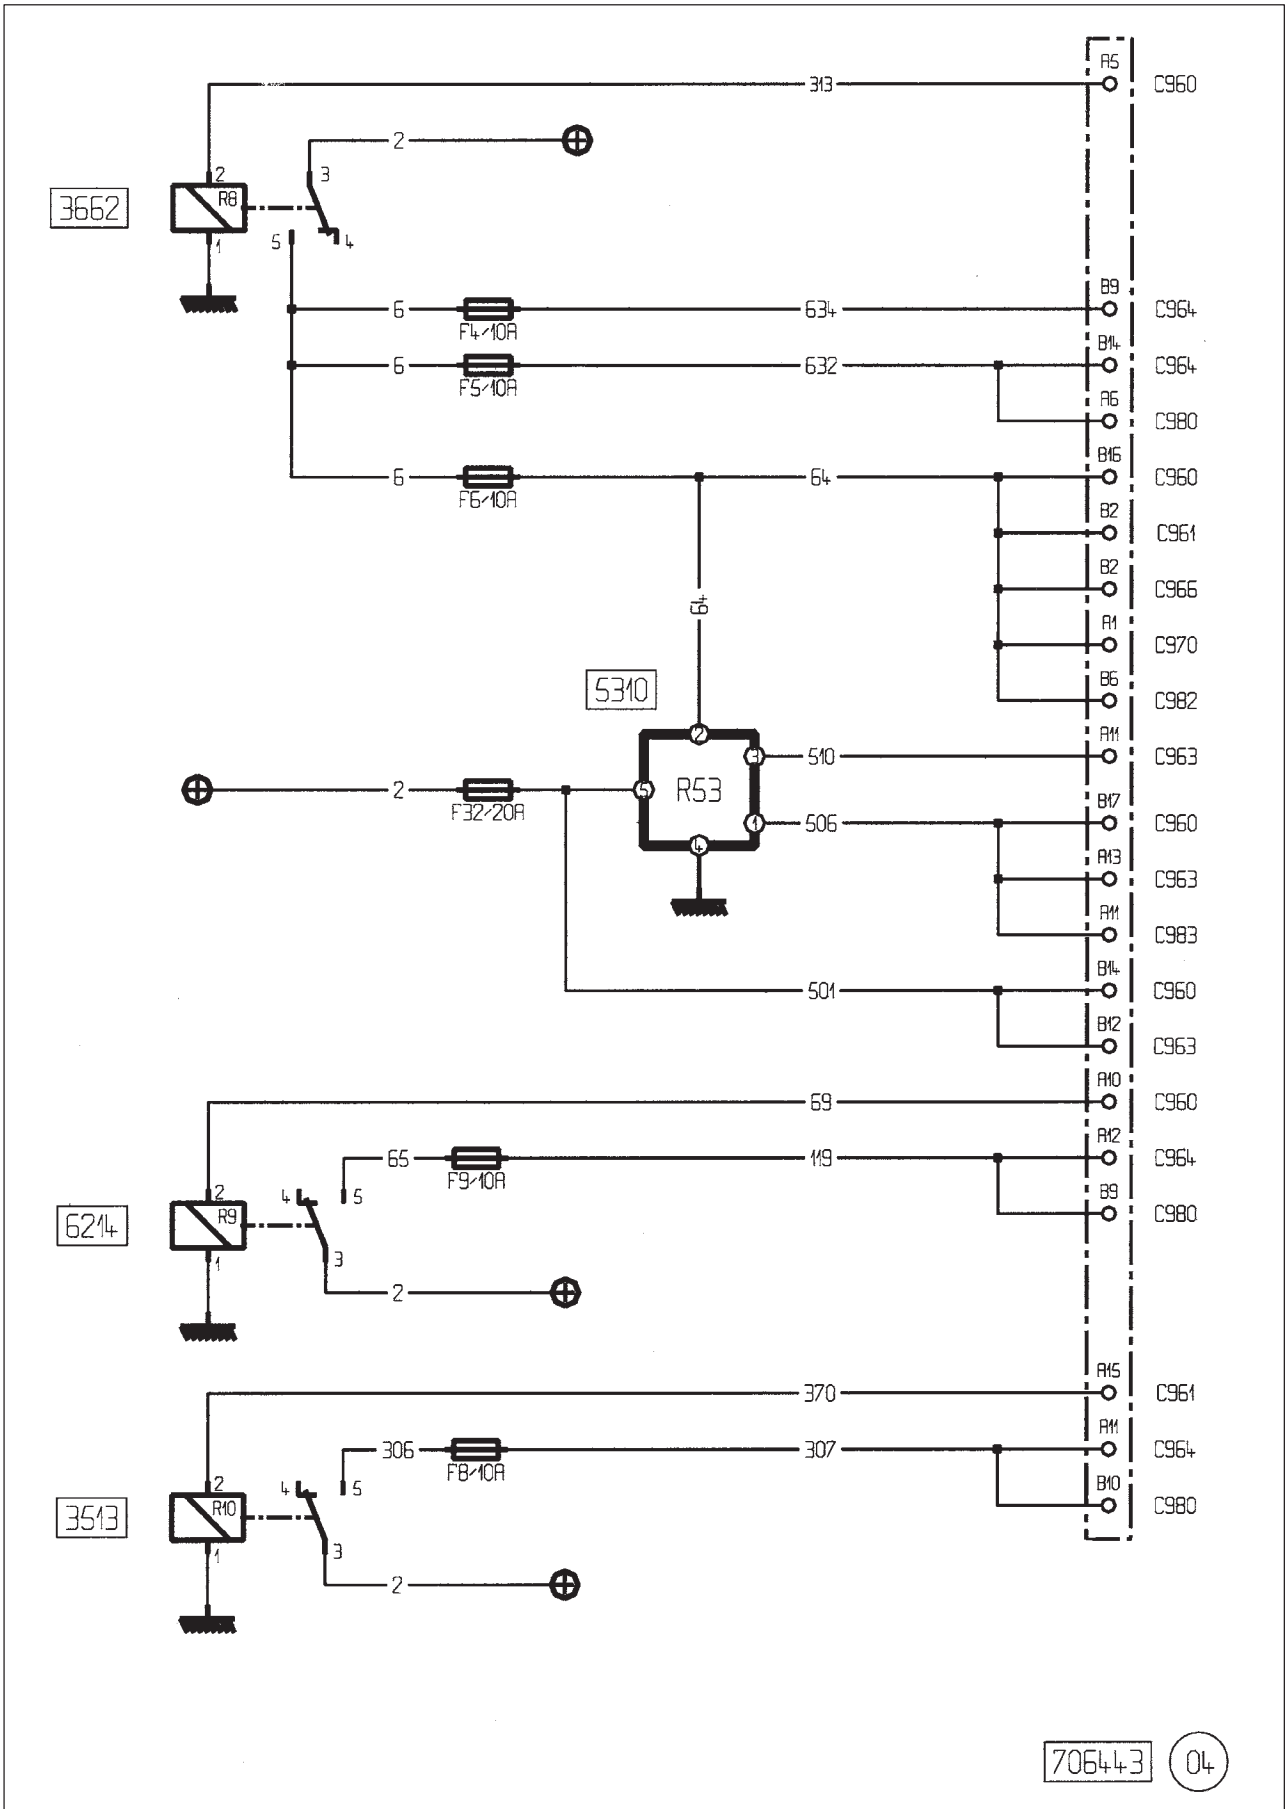 A5
313 C960
2
3
2
R8
3662
1
5 4
B9
6 634 C964
F4/10A
B14
6 632 C964
F5/10A
A6
C980
B16
6 64 C960
F6/10A
B2
C961
B2
C966
64
A1
C970
5310
B6
C982
2
A11
3 510 C963
2 5 R53
F32/20A
B17
1 506 C960
4
A13
C963
A11
C983
B14
501 C960
B12
C963
A10
69 C960
A12
65 119 C964
F9/10A
2 4 5
B9
R9
6214 C980
1 3
2
A15
370 C961
A11
306 307 C964
F8/10A
2 4 5
B10
R10
3513 C980
1 3
2
706443 04